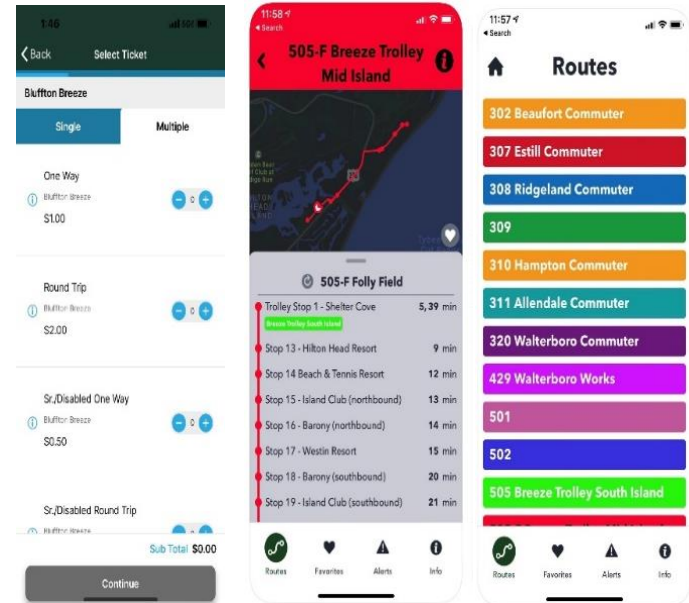 1:46
Back
Select Ticket
Bluffton Breeze
Single
Multiple
One Way
Bluffton Breeze
$1.00
0
Round Trip
Bluffton Breeze
$2.00
0
Sr./Disabled One Way
Bluffton Breeze
$0.50
0
Sr./Disabled Round Trip
Bluffton Breeze
Sub Total $0.00
Continue
11:58
Search
505-F Breeze Trolley
Mid Island
505-F Folly Field
Trolley Stop 1 - Shelter Cove 5, 39 min
Breeze Trolley South Island
Stop 13 - Hilton Head Resort 9 min
Stop 14 Beach & Tennis Resort 12 min
Stop 15 - Island Club (northbound) 13 min
Stop 16 - Barony (northbound) 14 min
Stop 17 - Westin Resort 15 min
Stop 18 - Barony (southbound) 20 min
Stop 19 - Island Club (southbound) 21 min
Routes Favorites Alerts Info
11:57
Search
Routes
302 Beaufort Commuter
307 Estill Commuter
308 Ridgeland Commuter
309
310 Hampton Commuter
311 Allendale Commuter
320 Walterboro Commuter
429 Walterboro Works
501
502
505 Breeze Trolley South Island
Routes Favorites Alerts Info